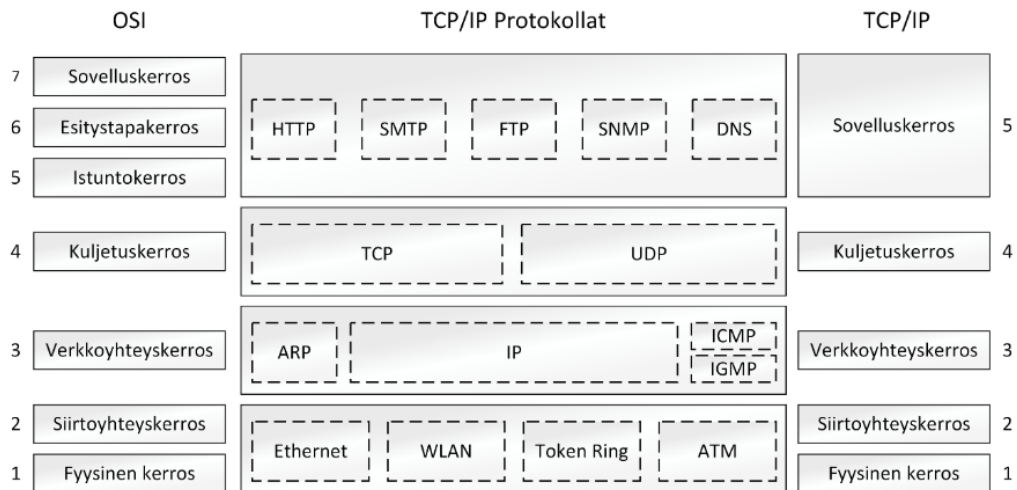 OSI
TCP/IP Protokollat
TCP/IP
7 Sovelluskerros
6 Esitystapakerros
5 Istuntokerros
HTTP SMTP FTP SNMP DNS
Sovelluskerros 5
4 Kuljetuskerros
TCP UDP
Kuljetuskerros 4
3 Verkkoyhteyskerros
ARP IP ICMP
IGMP
Verkkoyhteyskerros 3
2 Siirtoyhteyskerros
1 Fyysinen kerros
Ethernet WLAN Token Ring ATM
Siirtoyhteyskerros 2
Fyysinen kerros 1